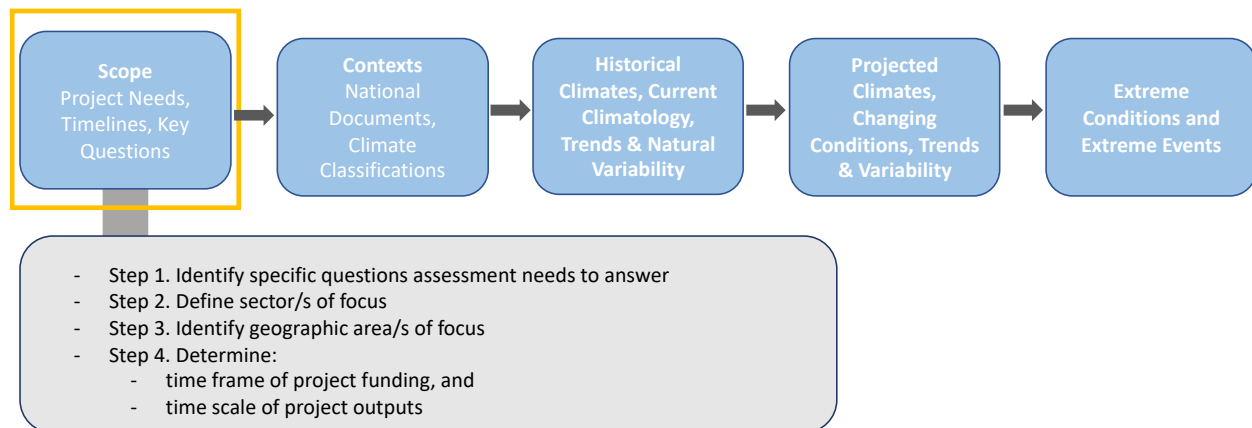 Scope
Project Needs,
Timelines, Key
Questions
Contexts
National
Documents,
Climate
Classifications
Historical
Climates, Current
Climatology,
Trends & Natural
Variability
Projected
Climates,
Changing
Conditions, Trends
& Variability
Extreme
Conditions and
Extreme Events
- Step 1. Identify specific questions assessment needs to answer
- Step 2. Define sector/s of focus
- Step 3. Identify geographic area/s of focus
- Step 4. Determine:
- time frame of project funding, and
- time scale of project outputs